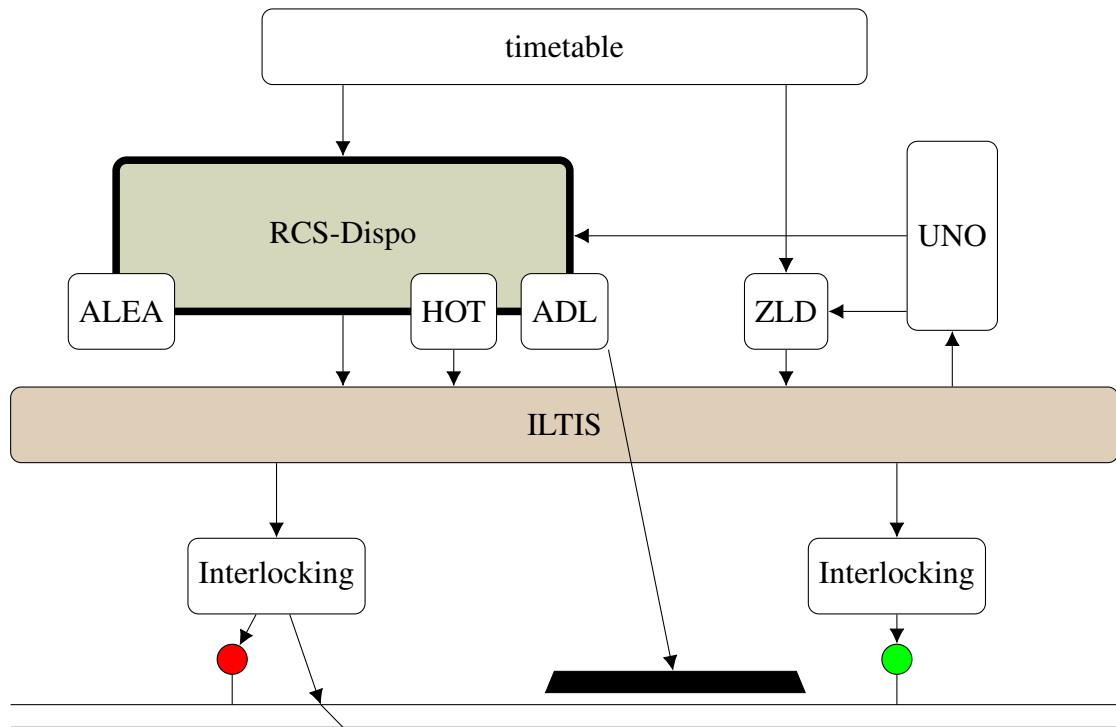 timetable
RCS-Dispo
UNO
ALEA
HOT
ADL
ZLD
ILTIS
Interlocking
Interlocking